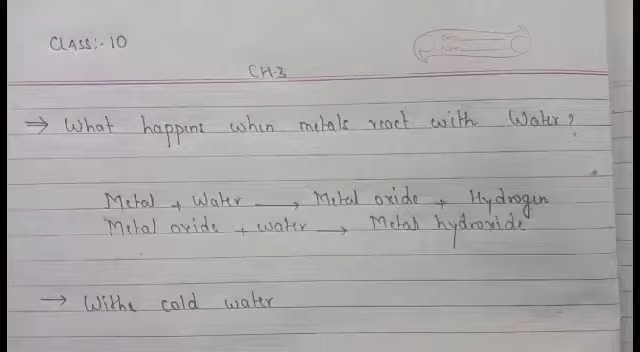 CLASS:- 10
CH-3
→ What happens when metals react with Water?
Metal + Water → Metal oxide + Hydrogen
Metal oxide + water → Metal hydroxide
→ Withe cold water